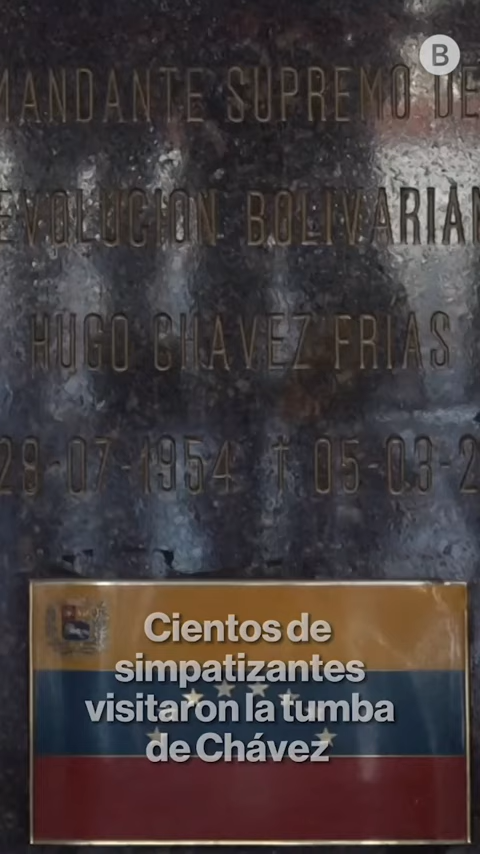 B
MANDANTE SUPREMO DE
EVOLUCION BOLIVARIAN
HUGO CHAVEZ FRIAS
28-07-1954 † 05-03-2
Cientos de
simpatizantes
visitaron la tumba
de Chávez